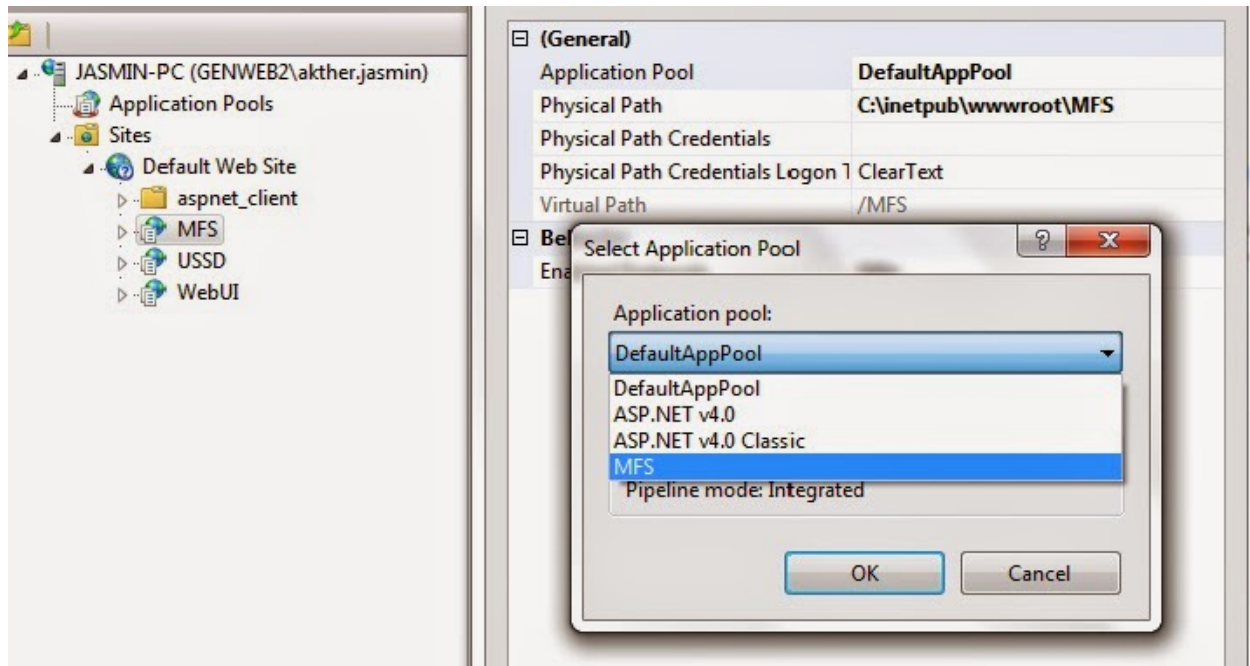 JASMIN-PC (GENWEB2\akther.jasmin)
Application Pools
Sites
Default Web Site
aspnet_client
MFS
USSD
WebUI
(General)
Application Pool DefaultAppPool
Physical Path C:\inetpub\wwwroot\MFS
Physical Path Credentials
Physical Path Credentials Logon T ClearText
Virtual Path /MFS
Be
Ena
Select Application Pool
Application pool:
DefaultAppPool
DefaultAppPool
ASP.NET v4.0
ASP.NET v4.0 Classic
MFS
Pipeline mode: Integrated
OK Cancel